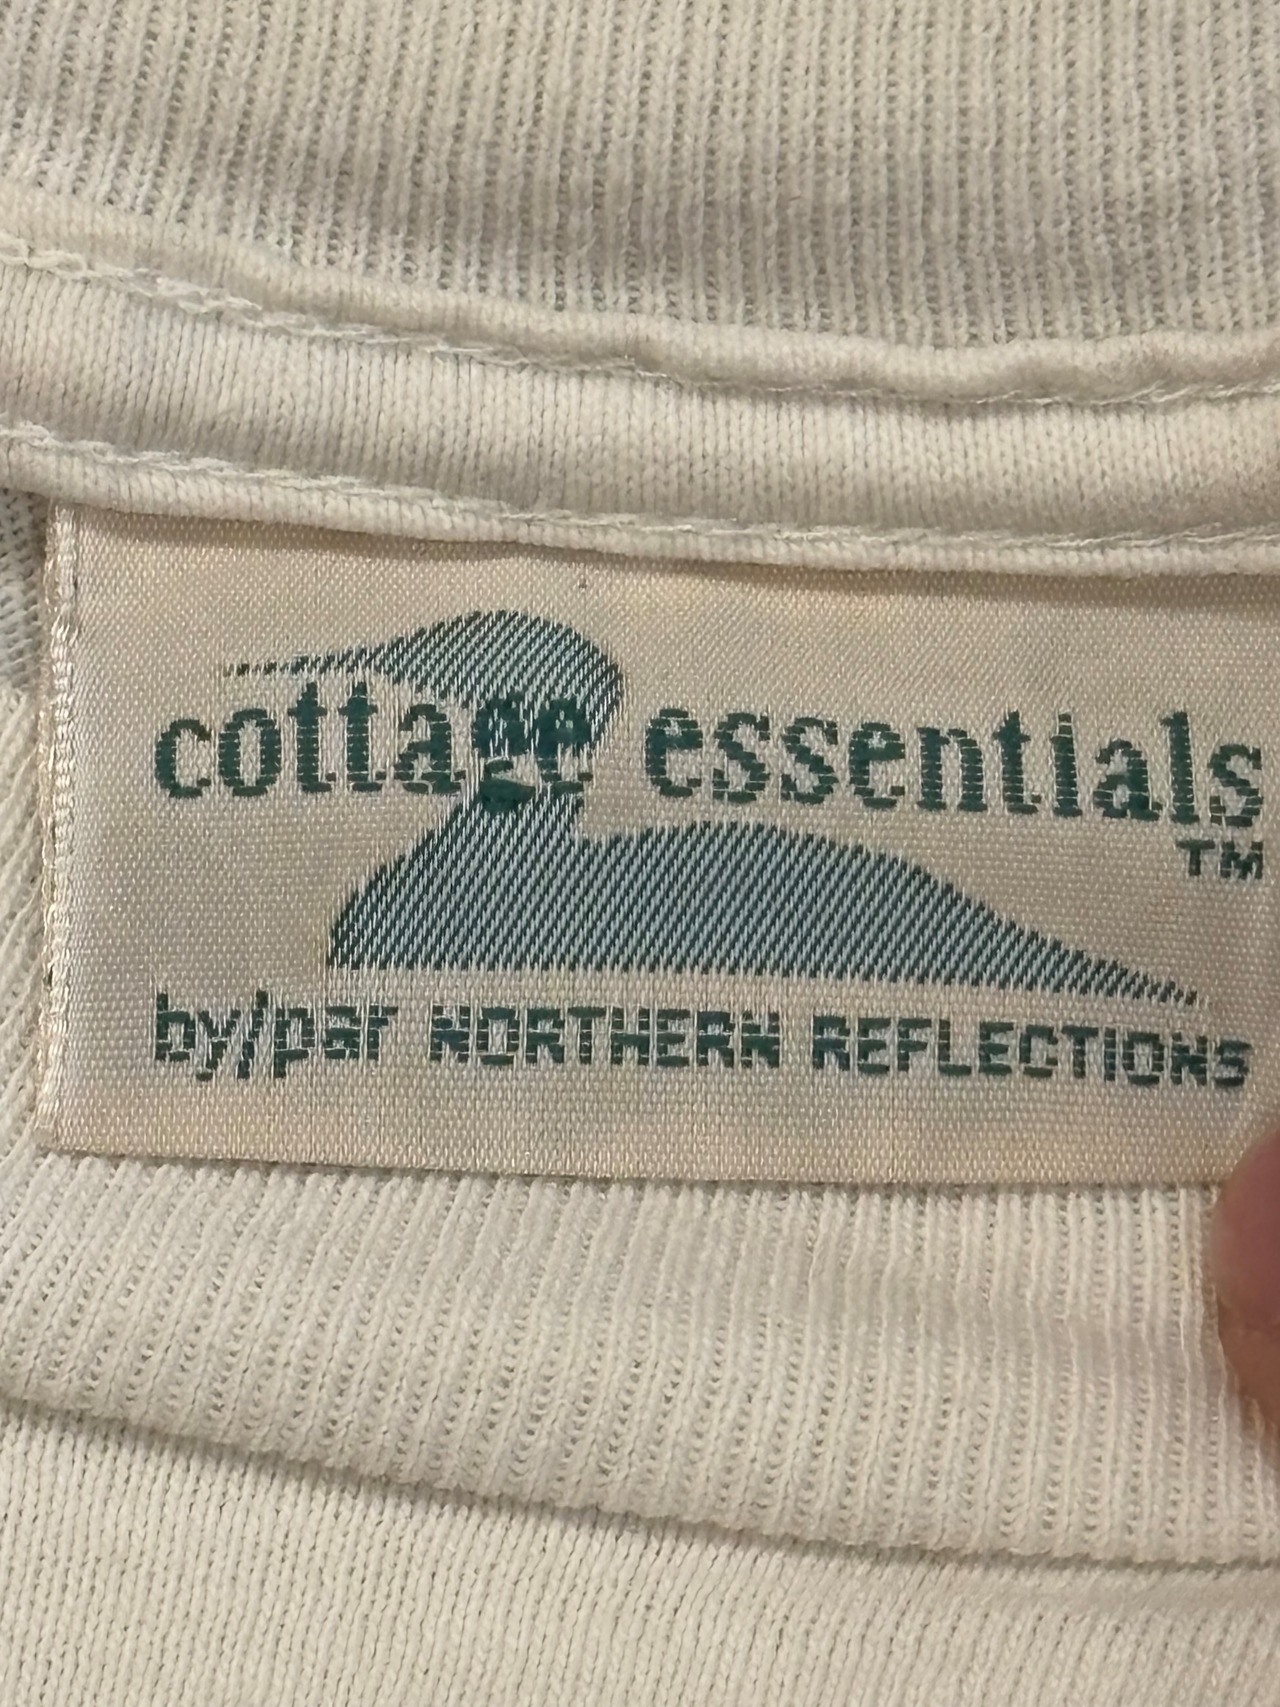 cottage essentials
TM
by/par NORTHERN REFLECTIONS